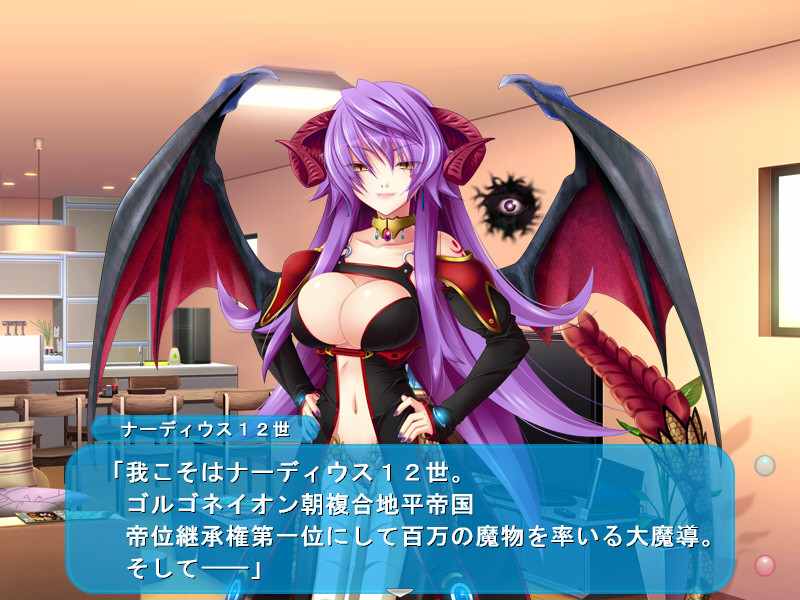 ナーディウス１２世
「我こそはナーディウス１２世。
ゴルゴネイオン朝複合地平帝国
帝位継承権第一位にして百万の魔物を率いる大魔導。
そして――」